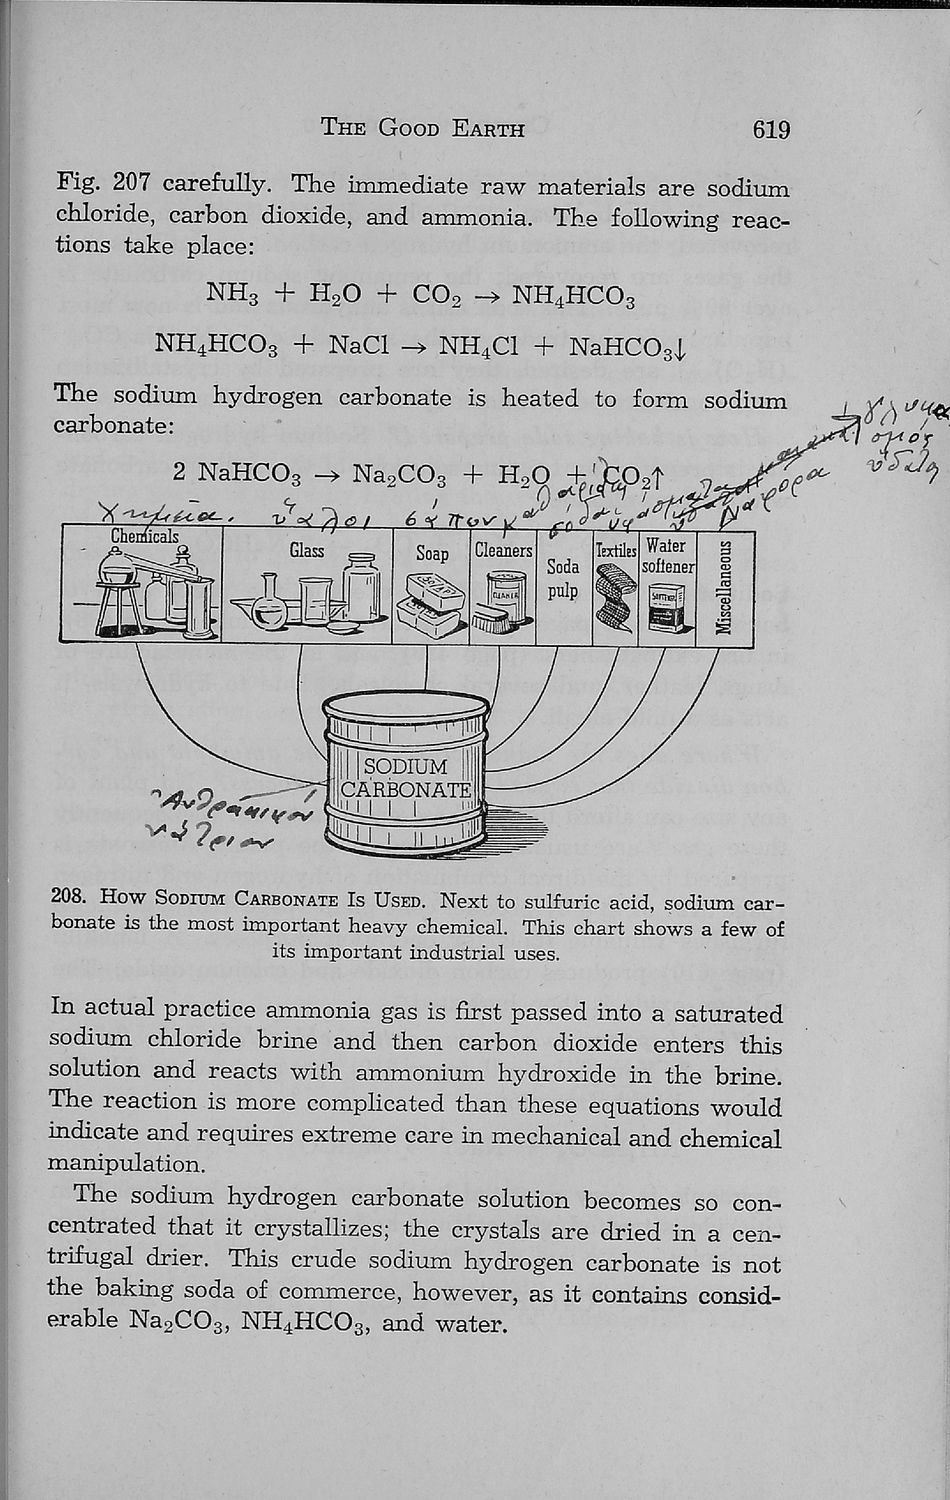 THE GOOD EARTH 619
Fig. 207 carefully. The immediate raw materials are sodium
chloride, carbon dioxide, and ammonia. The following reac-
tions take place:
NH₃ + H₂O + CO₂ → NH₄HCO₃
NH₄HCO₃ + NaCl → NH₄Cl + NaHCO₃↓
The sodium hydrogen carbonate is heated to form sodium
carbonate:
2 NaHCO₃ → Na₂CO₃ + H₂O + CO₂↑
Χημικά. ὕαλοι σάπουν
διάφορα
ὕδατα
Chemicals
Glass
Soap
Cleaners
CLEANER
Soda
pulp
Textiles
Water
softener
SOFTENER
Miscellaneous
SODIUM
CARBONATE
Ἀνθρακικόν
νάτριον
208. HOW SODIUM CARBONATE IS USED. Next to sulfuric acid, sodium car-
bonate is the most important heavy chemical. This chart shows a few of
its important industrial uses.
In actual practice ammonia gas is first passed into a saturated
sodium chloride brine and then carbon dioxide enters this
solution and reacts with ammonium hydroxide in the brine.
The reaction is more complicated than these equations would
indicate and requires extreme care in mechanical and chemical
manipulation.
The sodium hydrogen carbonate solution becomes so con-
centrated that it crystallizes; the crystals are dried in a cen-
trifugal drier. This crude sodium hydrogen carbonate is not
the baking soda of commerce, however, as it contains consid-
erable Na₂CO₃, NH₄HCO₃, and water.